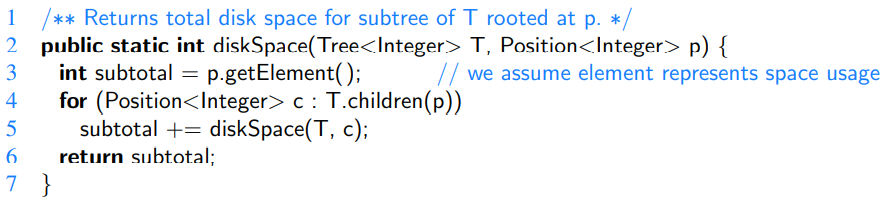 1 /** Returns total disk space for subtree of T rooted at p. */
2 public static int diskSpace(Tree<Integer> T, Position<Integer> p) {
3 int subtotal = p.getElement(); // we assume element represents space usage
4 for (Position<Integer> c : T.children(p))
5 subtotal += diskSpace(T, c);
6 return subtotal;
7 }